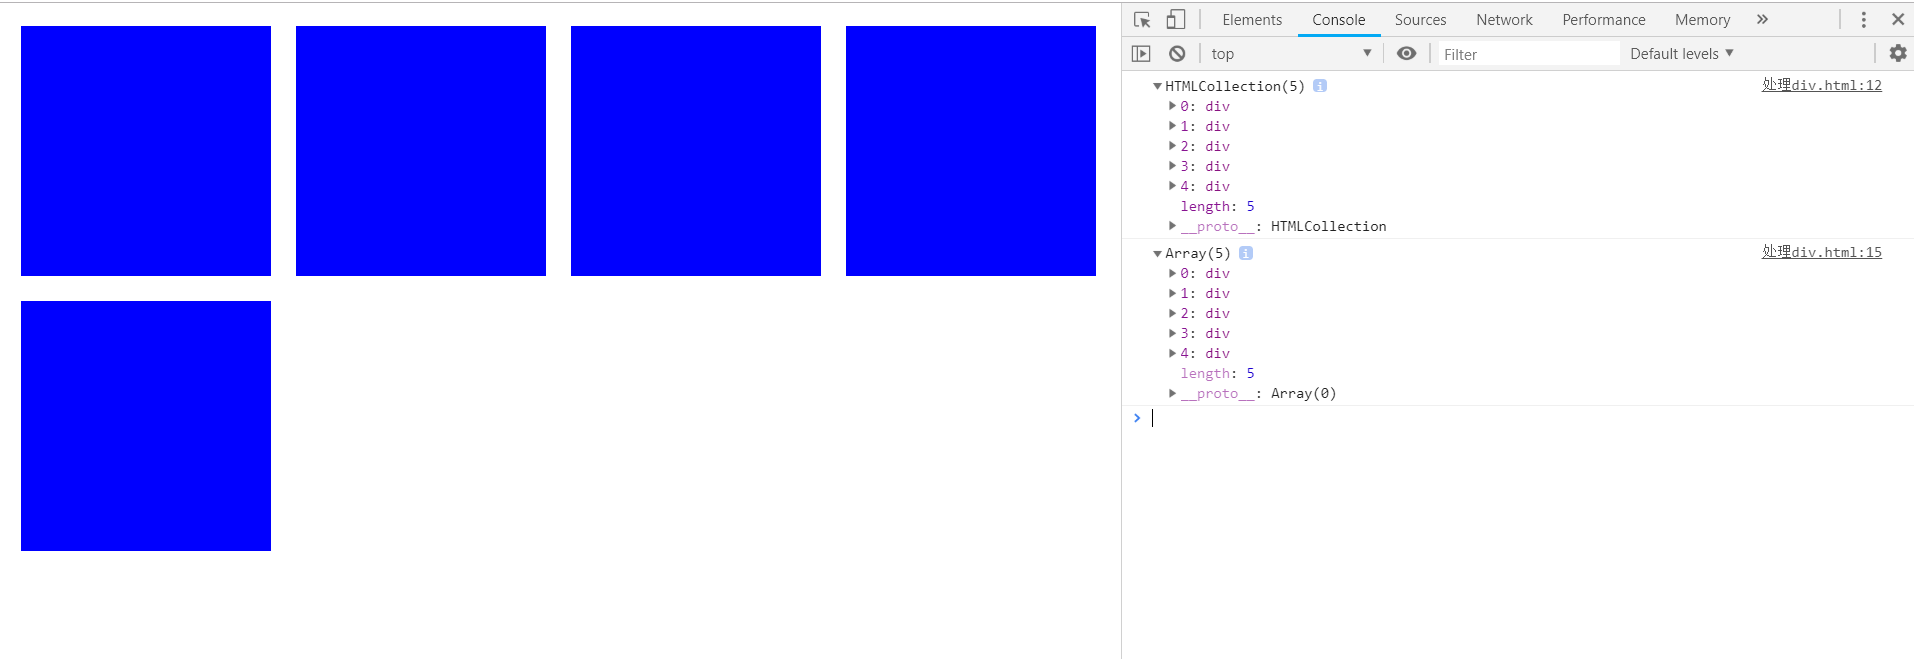 Elements Console Sources Network Performance Memory »
top Filter Default levels
HTMLCollection(5) i 处理div.html:12
0: div
1: div
2: div
3: div
4: div
length: 5
__proto__: HTMLCollection
Array(5) i 处理div.html:15
0: div
1: div
2: div
3: div
4: div
length: 5
__proto__: Array(0)